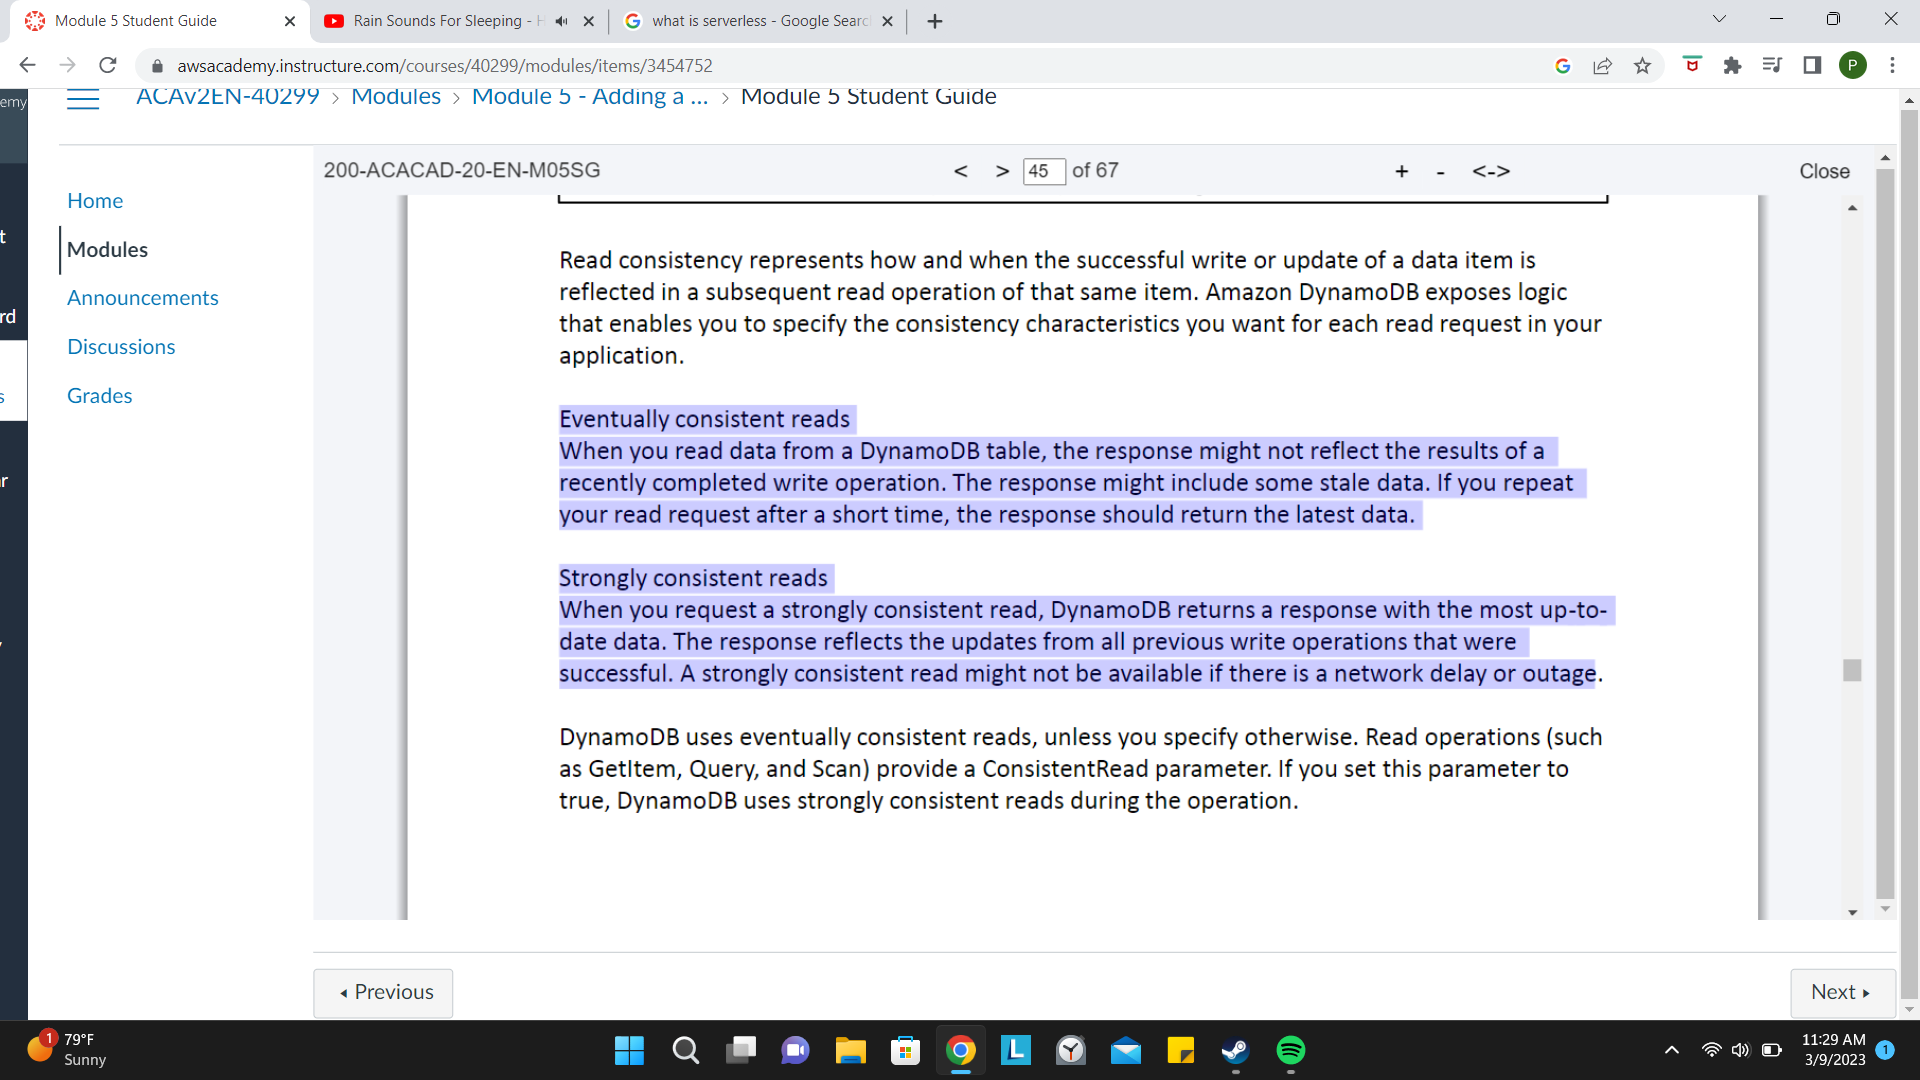 Module 5 Student Guide
Rain Sounds For Sleeping - H
what is serverless - Google Searc
awsacademy.instructure.com/courses/40299/modules/items/3454752
P
emy
ACAv2EN-40299 > Modules > Module 5 - Adding a ... > Module 5 Student Guide
200-ACACAD-20-EN-M05SG
< > 45 of 67
+ - <->
Close
Home
Modules
Announcements
Discussions
Grades
t
rd
s
r
Read consistency represents how and when the successful write or update of a data item is
reflected in a subsequent read operation of that same item. Amazon DynamoDB exposes logic
that enables you to specify the consistency characteristics you want for each read request in your
application.
Eventually consistent reads
When you read data from a DynamoDB table, the response might not reflect the results of a
recently completed write operation. The response might include some stale data. If you repeat
your read request after a short time, the response should return the latest data.
Strongly consistent reads
When you request a strongly consistent read, DynamoDB returns a response with the most up-to-
date data. The response reflects the updates from all previous write operations that were
successful. A strongly consistent read might not be available if there is a network delay or outage.
DynamoDB uses eventually consistent reads, unless you specify otherwise. Read operations (such
as GetItem, Query, and Scan) provide a ConsistentRead parameter. If you set this parameter to
true, DynamoDB uses strongly consistent reads during the operation.
Previous
Next
1
79°F
Sunny
L
11:29 AM
3/9/2023
1